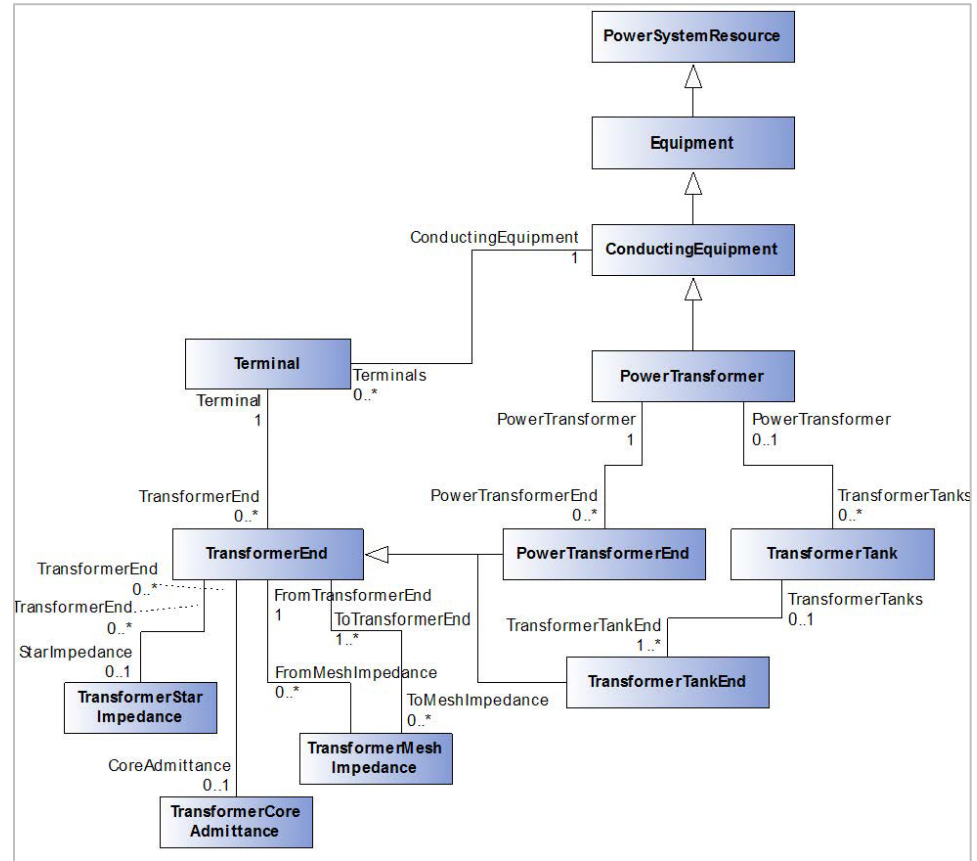 PowerSystemResource
Equipment
ConductingEquipment
1
ConductingEquipment
Terminal
Terminals
0..*
PowerTransformer
Terminal
1
PowerTransformer
1
PowerTransformer
0..1
TransformerEnd
0..*
PowerTransformerEnd
0..*
TransformerTanks
0..*
TransformerEnd
PowerTransformerEnd
TransformerTank
TransformerEnd
0..*
TransformerEnd
0..*
FromTransformerEnd
1
ToTransformerEnd
1..*
TransformerTanks
0..1
TransformerTankEnd
1..*
StarImpedance
0..1
FromMeshImpedance
0..*
TransformerTankEnd
TransformerStar
Impedance
ToMeshImpedance
0..*
TransformerMesh
Impedance
CoreAdmittance
0..1
TransformerCore
Admittance